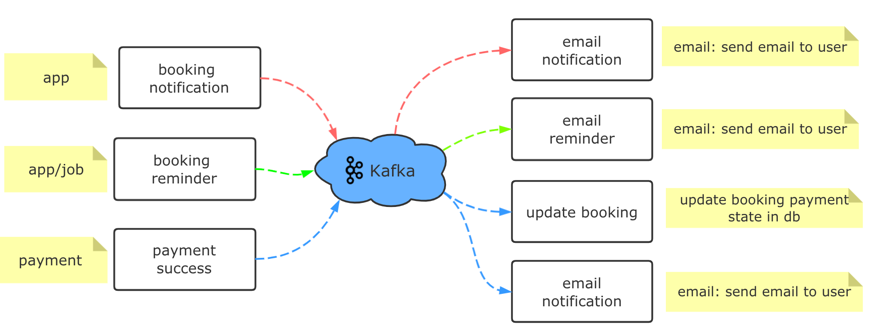 app
booking
notification
app/job
booking
reminder
payment
payment
success
Kafka
email
notification
email: send email to user
email
reminder
email: send email to user
update booking
update booking payment
state in db
email
notification
email: send email to user